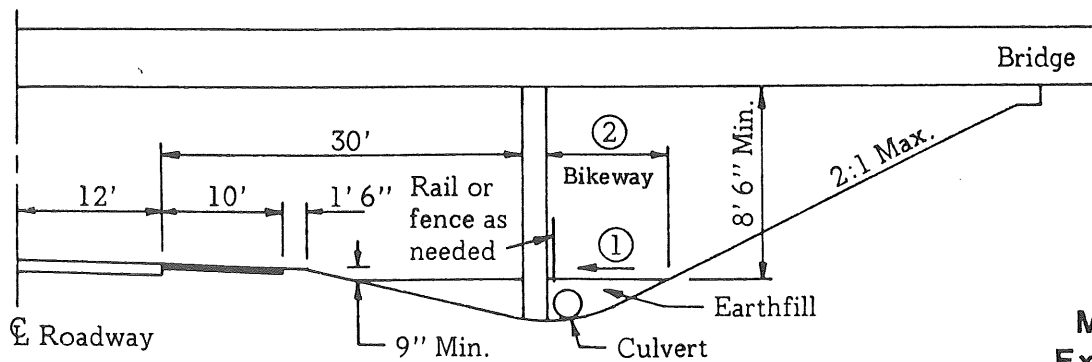 Bridge
30'
②
Bikeway
8' 6" Min.
2:1 Max.
12'
10'
1' 6"
Rail or
fence as
needed
①
Earthfill
℄ Roadway
9" Min.
Culvert
M
Ex